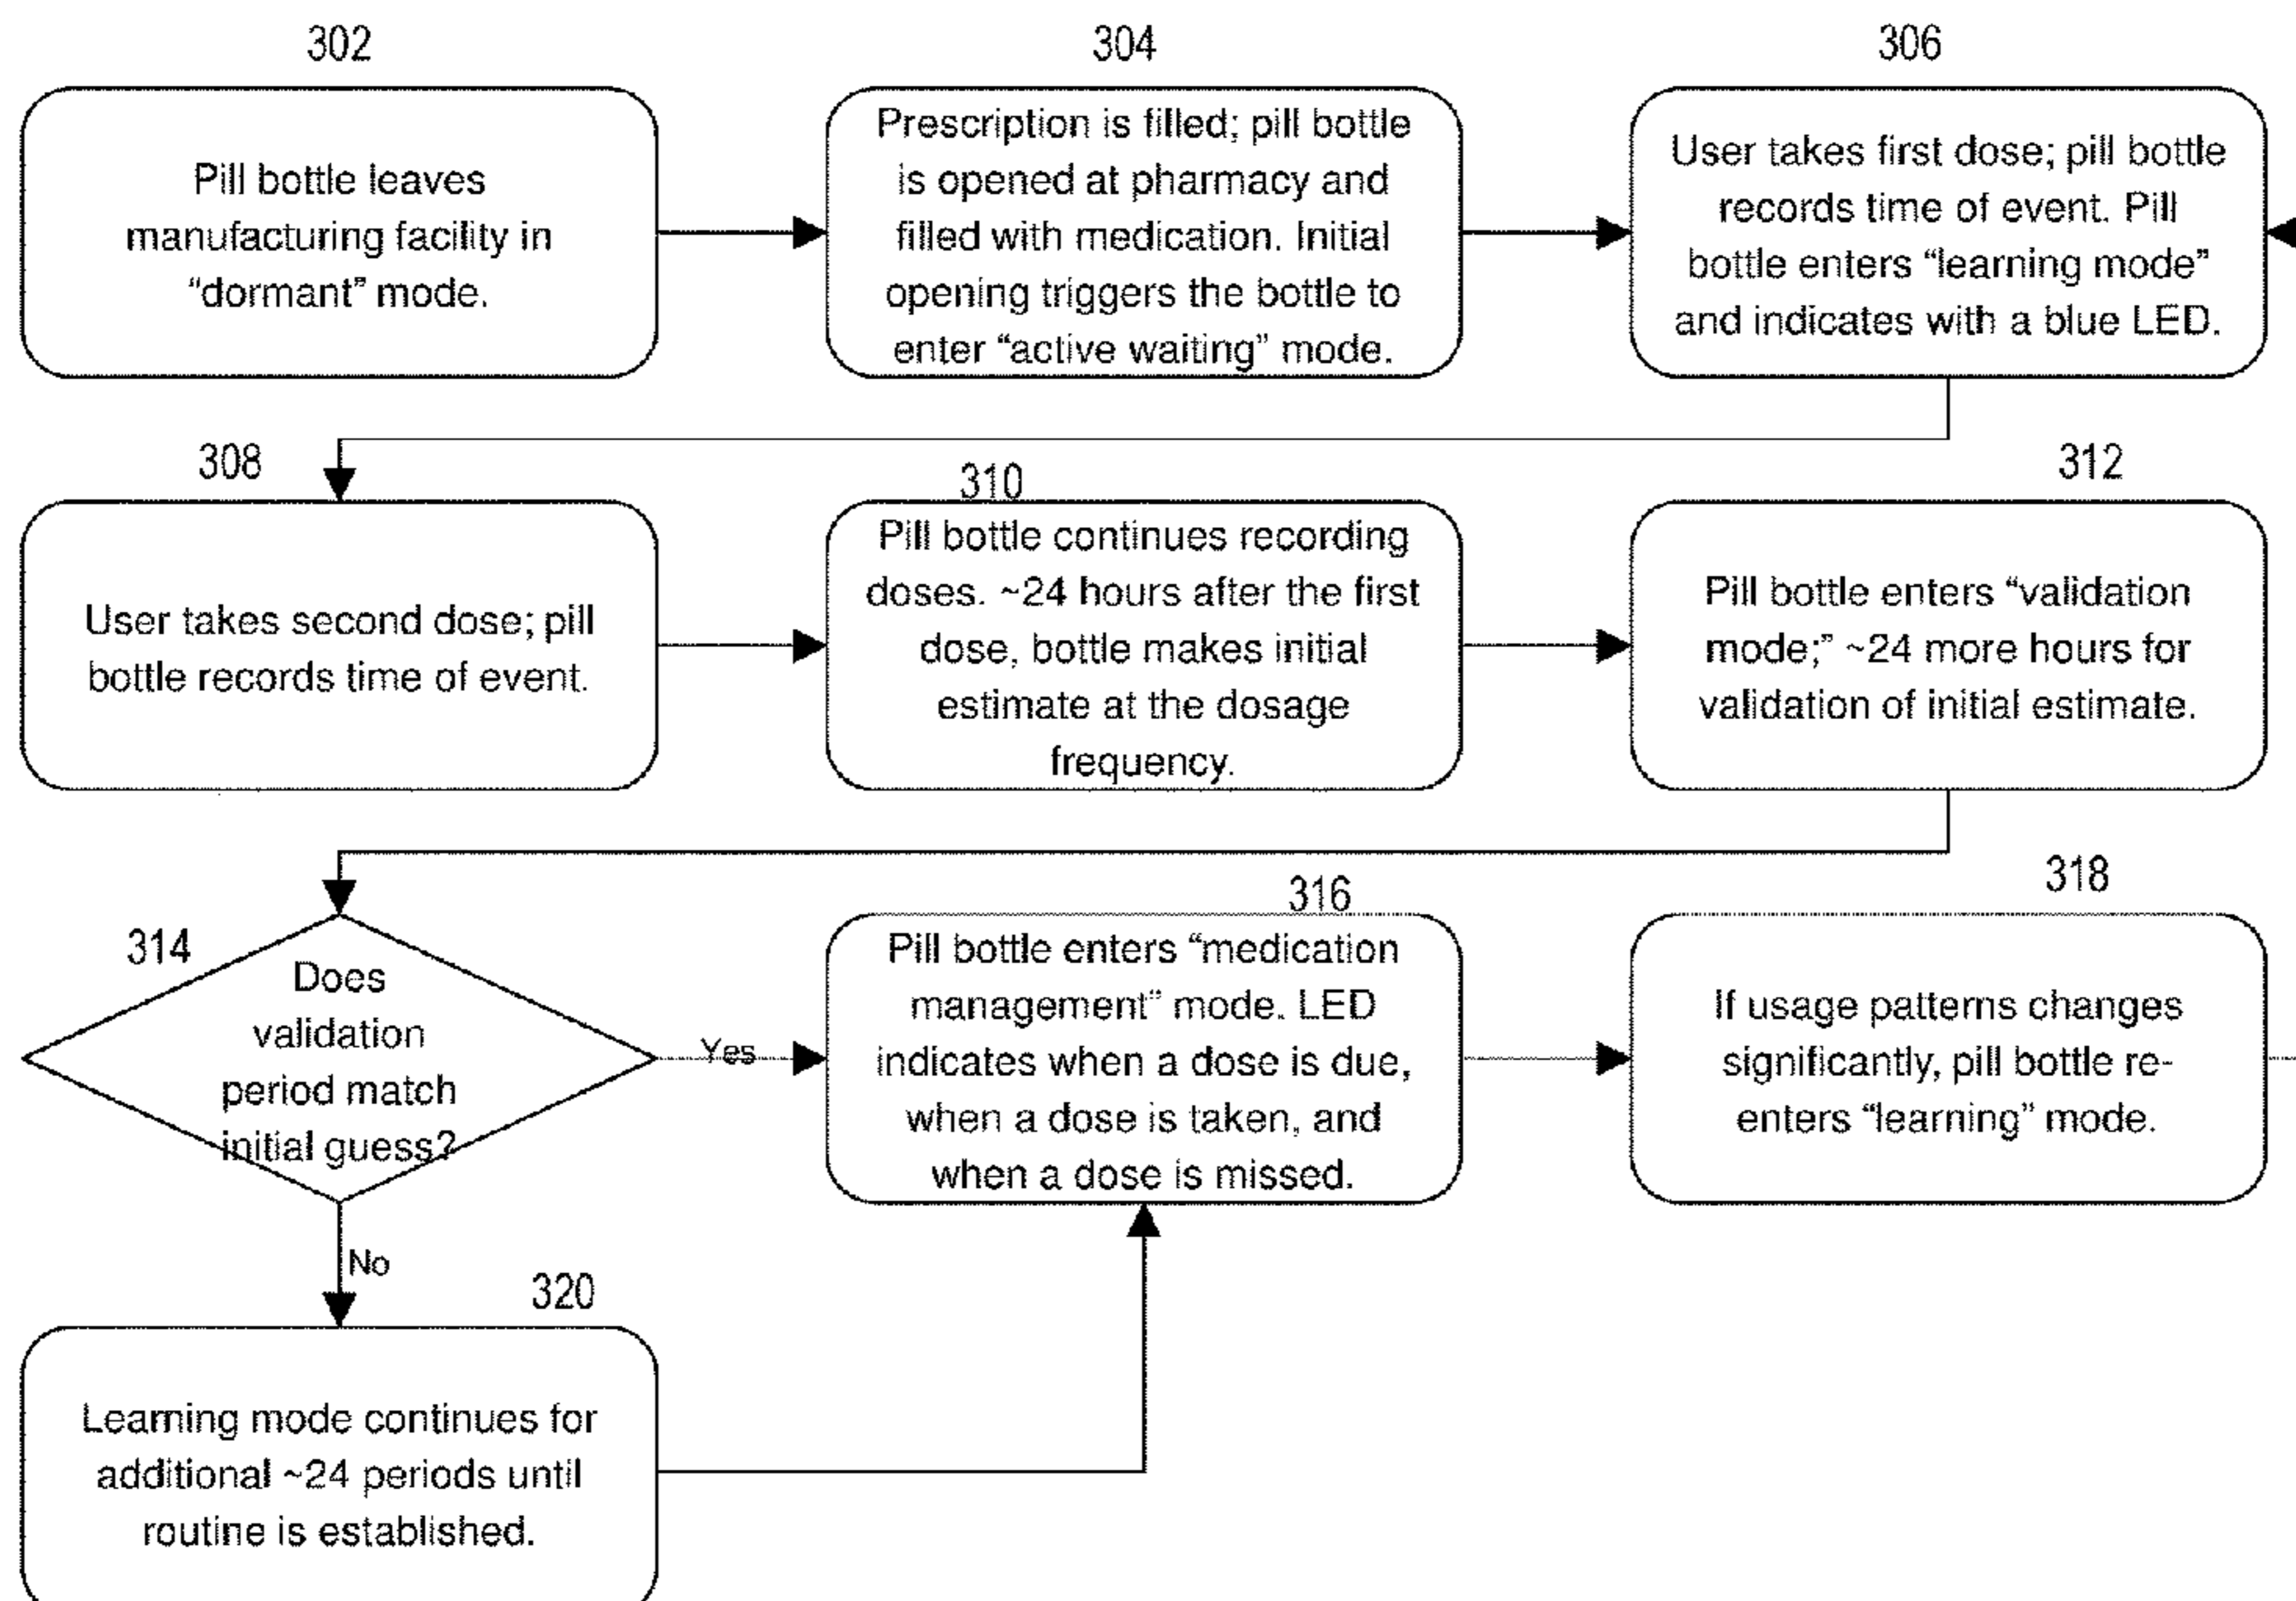 302
Pill bottle leaves
manufacturing facility in
“dormant” mode.
304
Prescription is filled; pill bottle
is opened at pharmacy and
filled with medication. Initial
opening triggers the bottle to
enter “active waiting” mode.
306
User takes first dose; pill bottle
records time of event. Pill
bottle enters “learning mode”
and indicates with a blue LED.
308
User takes second dose; pill
bottle records time of event.
310
Pill bottle continues recording
doses. ~24 hours after the first
dose, bottle makes initial
estimate at the dosage
frequency.
312
Pill bottle enters “validation
mode;” ~24 more hours for
validation of initial estimate.
314
Does
validation
period match
initial guess?
Yes
316
Pill bottle enters “medication
management” mode. LED
indicates when a dose is due,
when a dose is taken, and
when a dose is missed.
318
If usage patterns changes
significantly, pill bottle re-
enters “learning” mode.
No
320
Learning mode continues for
additional ~24 periods until
routine is established.